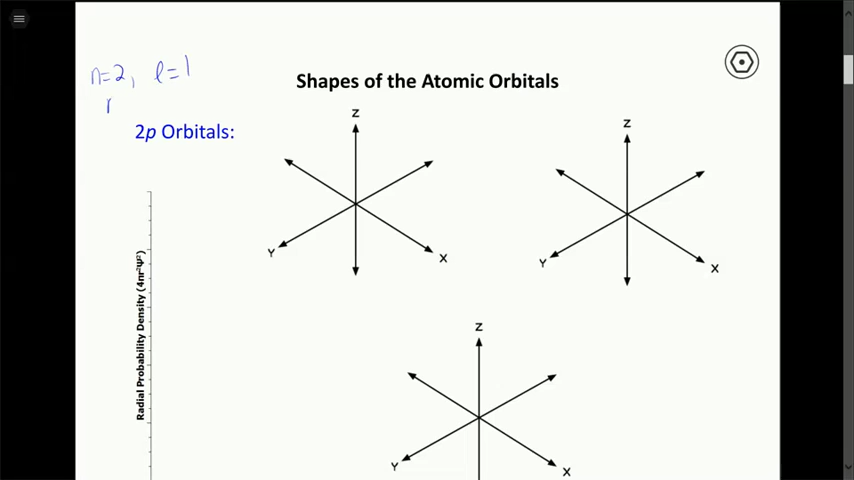 n=2, l=1
Shapes of the Atomic Orbitals
2p Orbitals:
Z
Y
X
Z
Y
X
Radial Probability Density (4πr²Ψ²)
Z
Y
X